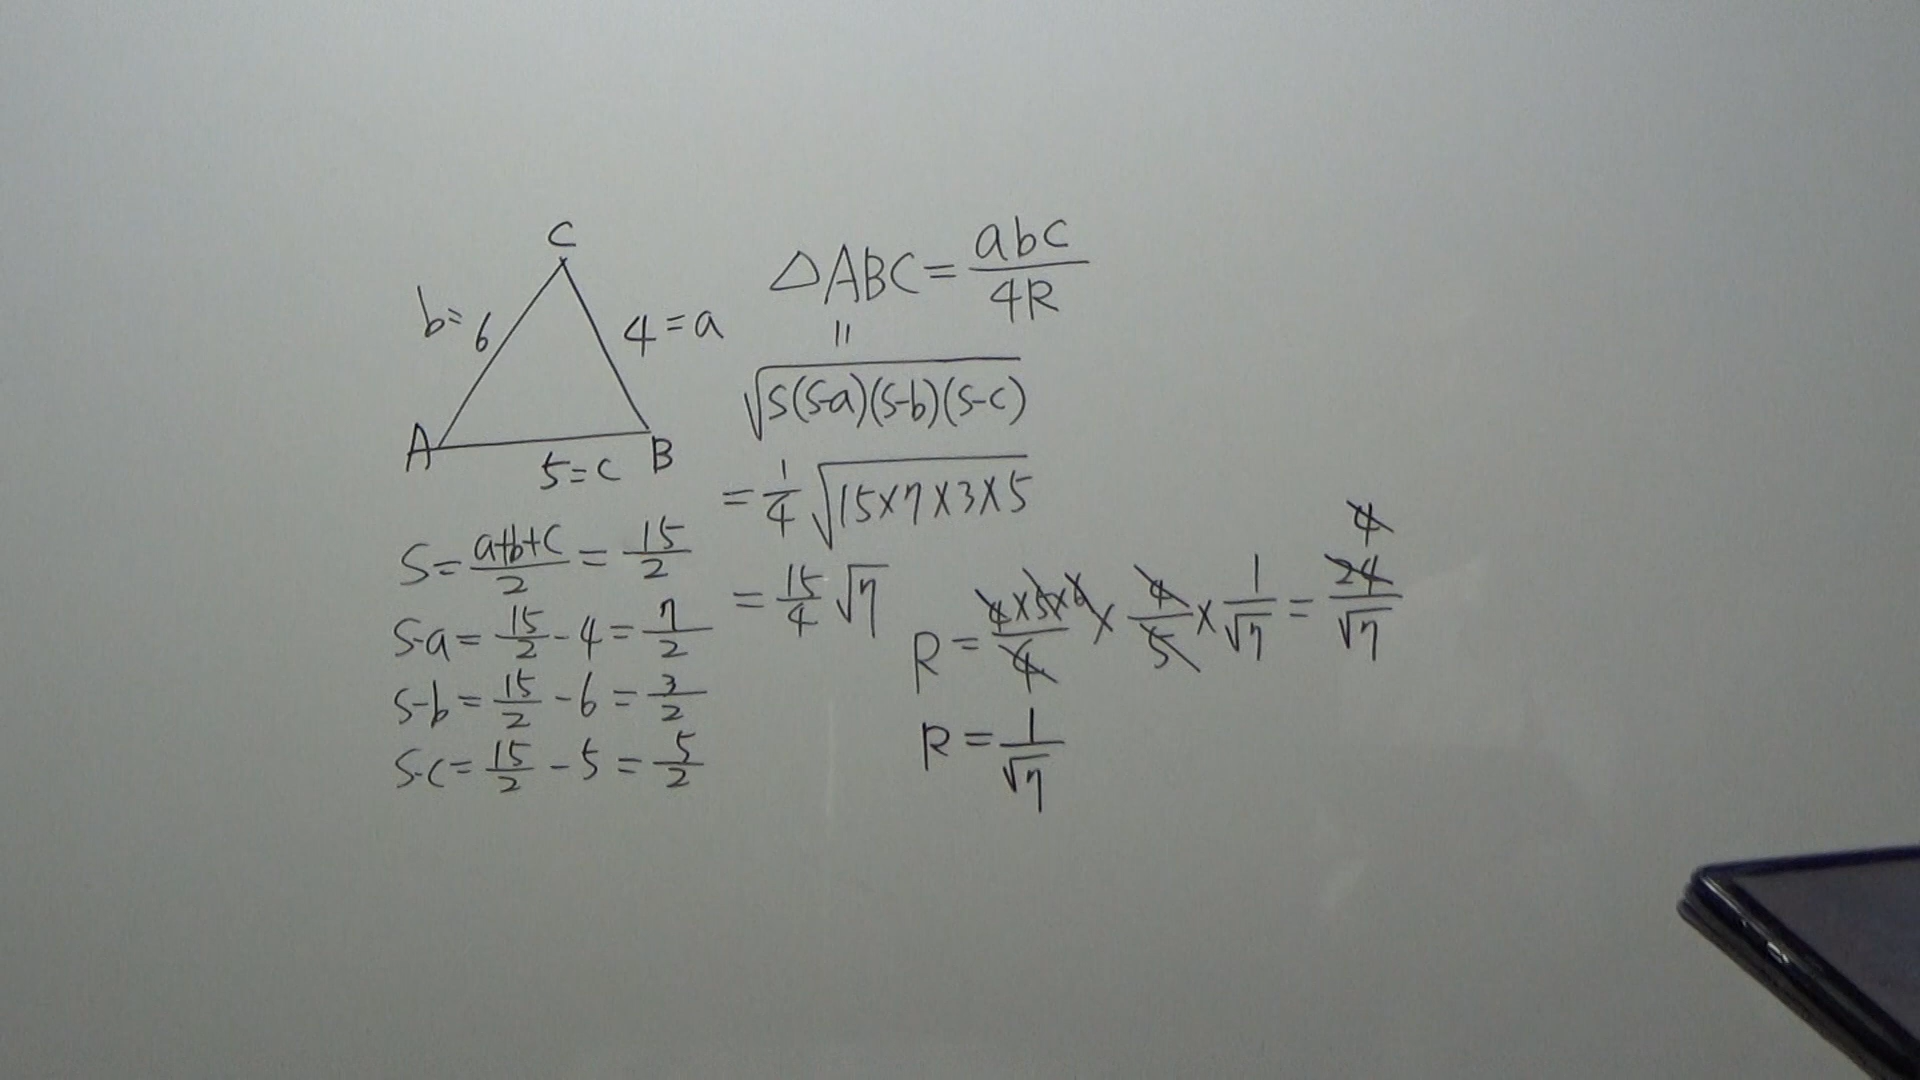 C
b=6
4=a
A
5=c
B
△ABC = abc/4R
"
√S(S-a)(S-b)(S-c)
= 1/4 √15×7×3×5
= 15/4 √7
S = a+b+c/2 = 15/2
S-a = 15/2 - 4 = 7/2
S-b = 15/2 - 6 = 3/2
S-c = 15/2 - 5 = 5/2
4
R = 4×5×6/4 × 4/5 × 1/√7 = 24/√7
R = 1/√7